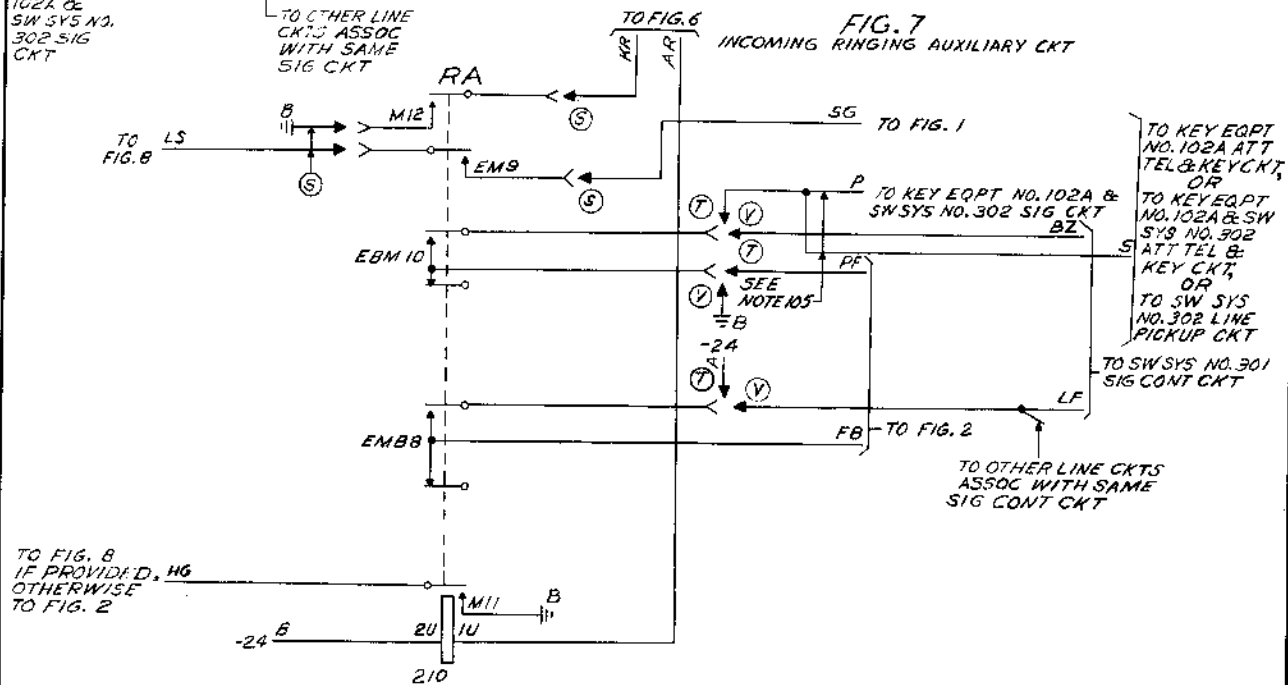 102A &
SW SYS NO.
302 SIG
CKT
TO OTHER LINE
CKTS ASSOC
WITH SAME
SIG CKT
TO FIG. 6
KR
AR
FIG. 7
INCOMING RINGING AUXILIARY CKT
RA
B
M12
S
TO
FIG. 8
LS
S
EM9
S
SG
TO FIG. 1
P
TO KEY EQPT NO. 102A &
SW SYS NO. 302 SIG CKT
T
V
BZ
EBM 10
T
PF
V
SEE
NOTE 105
B
S
TO KEY EQPT
NO. 102A ATT
TEL & KEY CKT,
OR
TO KEY EQPT
NO. 102A & SW
SYS NO. 302
ATT TEL &
KEY CKT,
OR
TO SW SYS
NO. 302 LINE
PICKUP CKT
-24
A
T
V
LF
TO SW SYS NO. 301
SIG CONT CKT
EMB8
FB
TO FIG. 2
TO OTHER LINE CKTS
ASSOC WITH SAME
SIG CONT CKT
TO FIG. 8
IF PROVIDED,
OTHERWISE
TO FIG. 2
HG
M11
B
-24 B
2U
1U
210